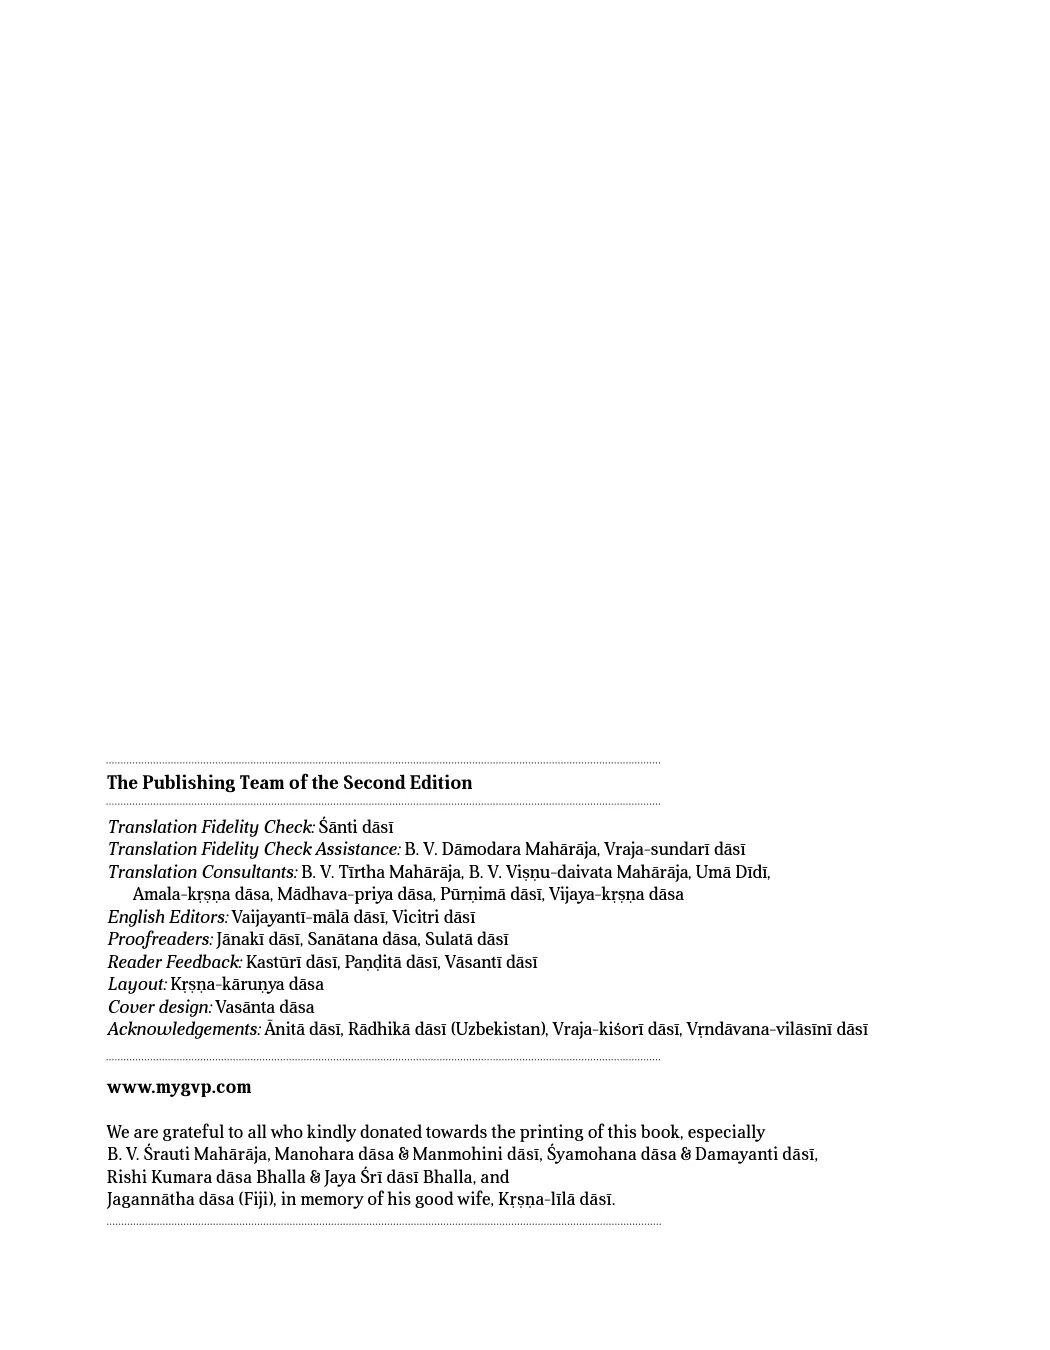 The Publishing Team of the Second Edition
Translation Fidelity Check: Śānti dāsī
Translation Fidelity Check Assistance: B. V. Dāmodara Mahārāja, Vraja-sundarī dāsī
Translation Consultants: B. V. Tīrtha Mahārāja, B. V. Viṣṇu-daivata Mahārāja, Umā Dīdī,
Amala-kṛṣṇa dāsa, Mādhava-priya dāsa, Pūrṇimā dāsī, Vijaya-kṛṣṇa dāsa
English Editors: Vaijayantī-mālā dāsī, Vicitri dāsī
Proofreaders: Jānakī dāsī, Sanātana dāsa, Sulatā dāsī
Reader Feedback: Kastūrī dāsī, Paṇḍitā dāsī, Vāsantī dāsī
Layout: Kṛṣṇa-kāruṇya dāsa
Cover design: Vasānta dāsa
Acknowledgements: Ānitā dāsī, Rādhikā dāsī (Uzbekistan), Vraja-kiśorī dāsī, Vṛndāvana-vilāsīnī dāsī
www.mygvp.com
We are grateful to all who kindly donated towards the printing of this book, especially
B. V. Śrauti Mahārāja, Manohara dāsa & Manmohini dāsī, Śyamohana dāsa & Damayanti dāsī,
Rishi Kumara dāsa Bhalla & Jaya Śrī dāsī Bhalla, and
Jagannātha dāsa (Fiji), in memory of his good wife, Kṛṣṇa-līlā dāsī.